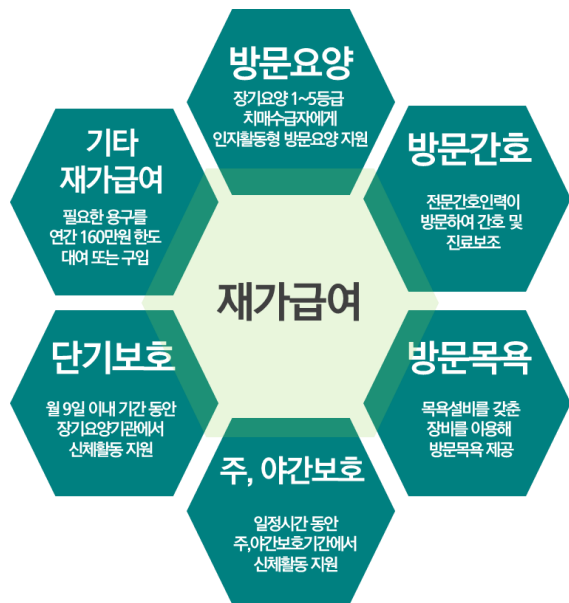 방문요양
장기요양 1~5등급
치매수급자에게
인지활동형 방문요양 지원
방문간호
전문간호인력이
방문하여 간호 및
진료보조
방문목욕
목욕설비를 갖춘
장비를 이용해
방문목욕 제공
주, 야간보호
일정시간 동안
주,야간보호기간에서
신체활동 지원
단기보호
월 9일 이내 기간 동안
장기요양기관에서
신체활동 지원
기타
재가급여
필요한 용구를
연간 160만원 한도
대여 또는 구입
재가급여